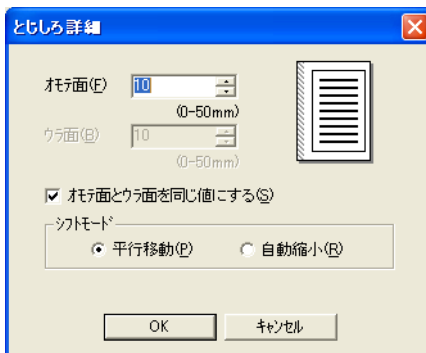 とじしろ詳細
オモテ面(F) 10
(0-50mm)
ウラ面(B) 10
(0-50mm)
オモテ面とウラ面を同じ値にする(S)
シフトモード
平行移動(P) 自動縮小(R)
OK キャンセル